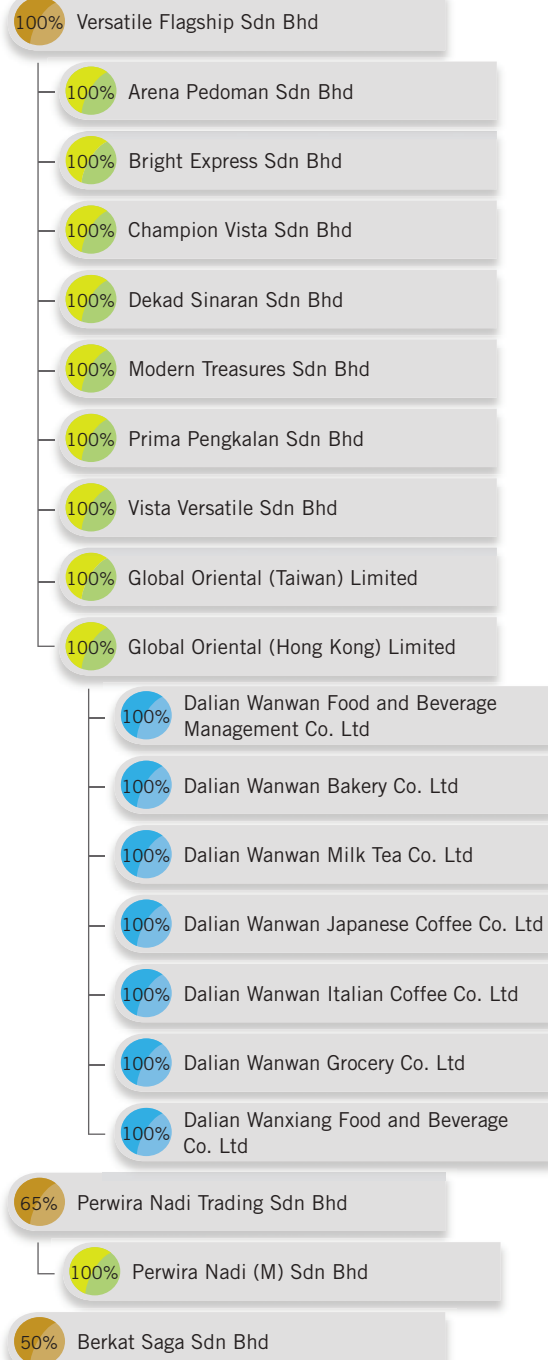 100% Versatile Flagship Sdn Bhd
100% Arena Pedoman Sdn Bhd
100% Bright Express Sdn Bhd
100% Champion Vista Sdn Bhd
100% Dekad Sinaran Sdn Bhd
100% Modern Treasures Sdn Bhd
100% Prima Pengkalan Sdn Bhd
100% Vista Versatile Sdn Bhd
100% Global Oriental (Taiwan) Limited
100% Global Oriental (Hong Kong) Limited
100% Dalian Wanwan Food and Beverage
Management Co. Ltd
100% Dalian Wanwan Bakery Co. Ltd
100% Dalian Wanwan Milk Tea Co. Ltd
100% Dalian Wanwan Japanese Coffee Co. Ltd
100% Dalian Wanwan Italian Coffee Co. Ltd
100% Dalian Wanwan Grocery Co. Ltd
100% Dalian Wanxiang Food and Beverage
Co. Ltd
65% Perwira Nadi Trading Sdn Bhd
100% Perwira Nadi (M) Sdn Bhd
50% Berkat Saga Sdn Bhd